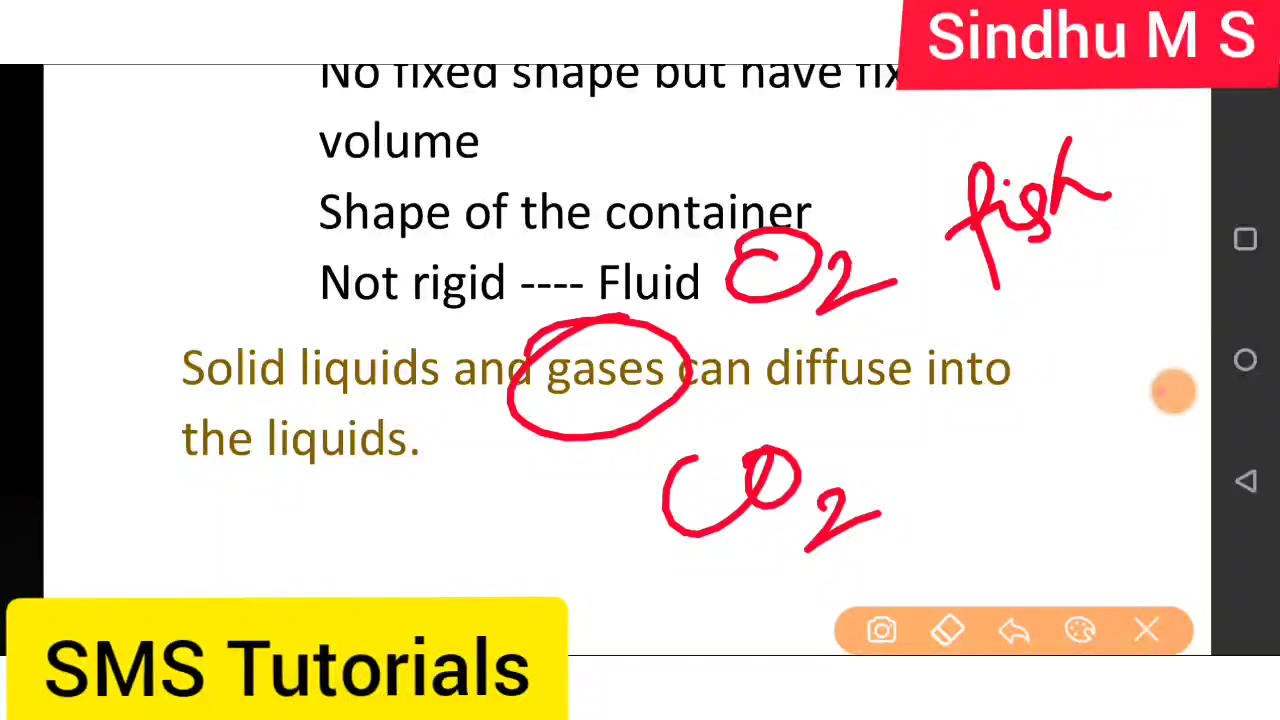 Sindhu M S
No fixed shape but have fix
volume
fish
Shape of the container
Not rigid ---- Fluid O2
Solid liquids and gases can diffuse into
the liquids.
CO2
SMS Tutorials